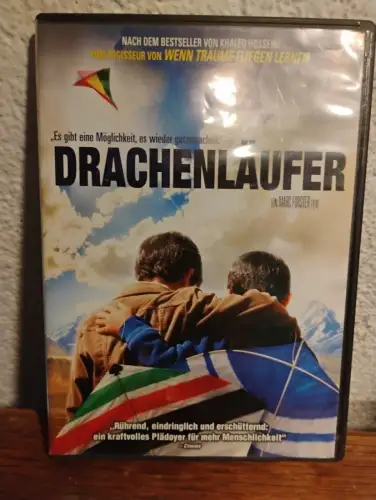 NACH DEM BESTSELLER VON KHALED HOSSEINI
VOM REGISSEUR VON WENN TRÄUME FLIEGEN LERNEN
„Es gibt eine Möglichkeit, es wieder gutzumachen."
DRACHENLÄUFER
EIN MARC FORSTER FILM
„Rührend, eindringlich und erschütternd:
ein kraftvolles Plädoyer für mehr Menschlichkeit"
Cinema